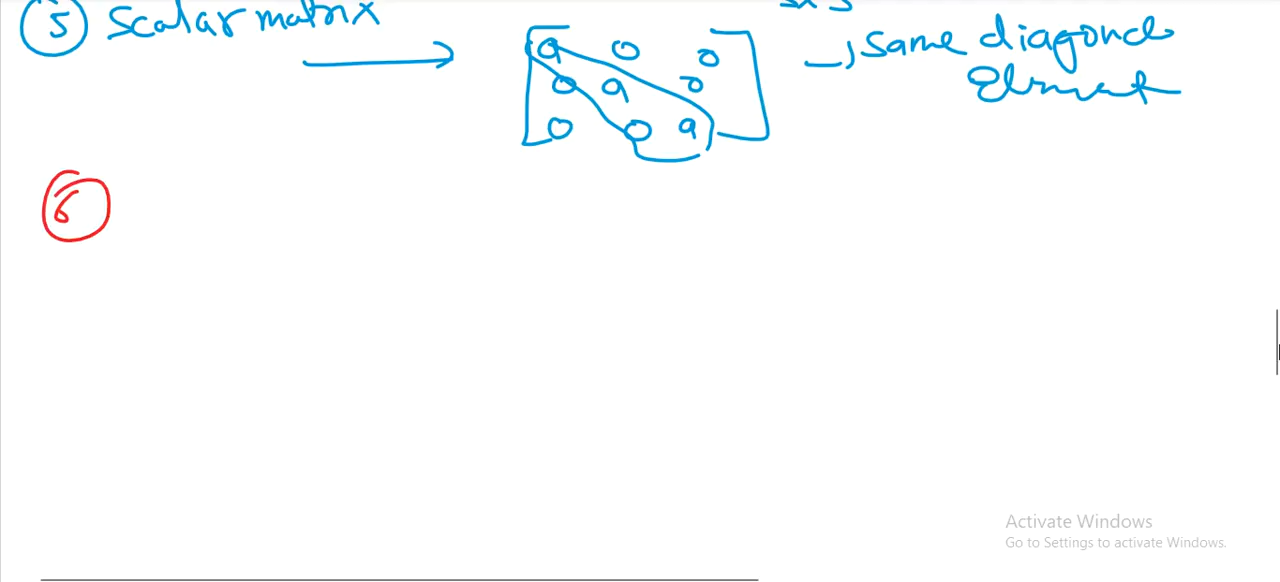 5 Scalar matrix
a 0 0
0 a 0
0 0 a
same diagonal
Element
6
Activate Windows
Go to Settings to activate Windows.